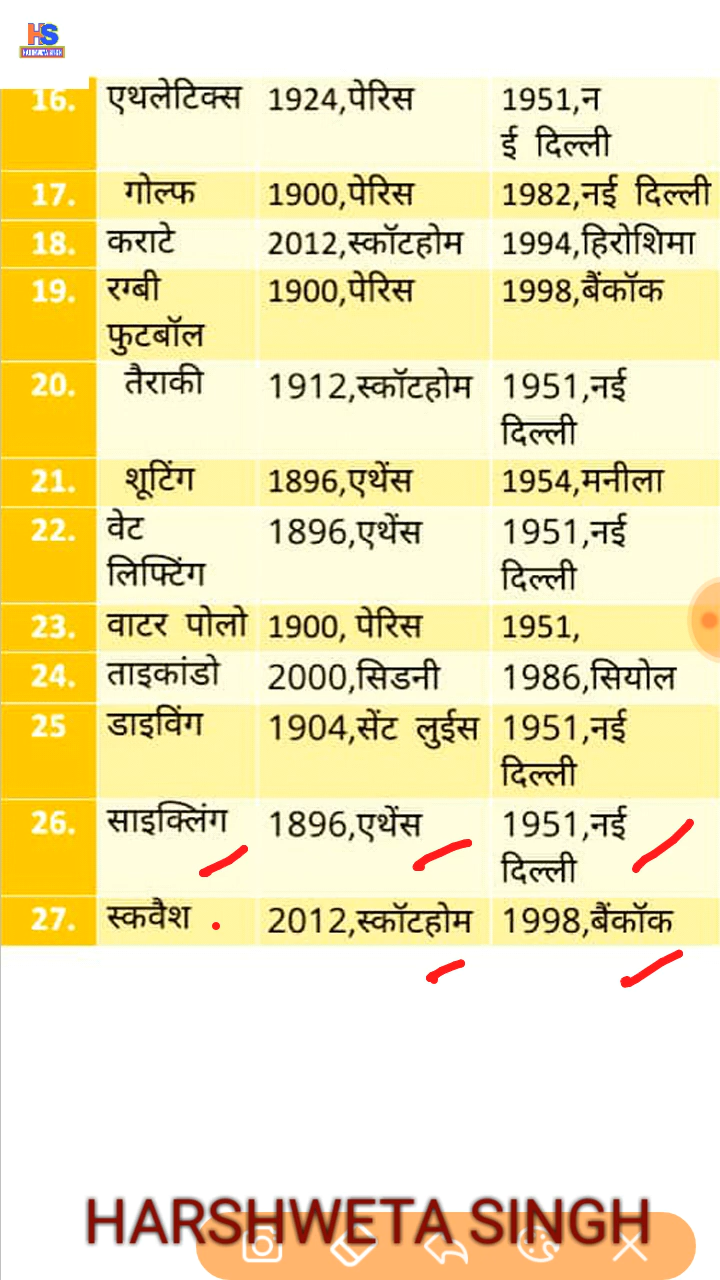 HS
16. एथलेटिक्स 1924,पेरिस 1951,न
ई दिल्ली
17. गोल्फ 1900,पेरिस 1982,नई दिल्ली
18. कराटे 2012,स्कॉटहोम 1994,हिरोशिमा
19. रग्बी 1900,पेरिस 1998,बैंकॉक
फुटबॉल
20. तैराकी 1912,स्कॉटहोम 1951,नई
दिल्ली
21. शूटिंग 1896,एथेंस 1954,मनीला
22. वेट 1896,एथेंस 1951,नई
लिफ्टिंग दिल्ली
23. वाटर पोलो 1900, पेरिस 1951,
24. ताइकांडो 2000,सिडनी 1986,सियोल
25 डाइविंग 1904,सेंट लुईस 1951,नई
दिल्ली
26. साइक्लिंग 1896,एथेंस 1951,नई
दिल्ली
27. स्कवैश 2012,स्कॉटहोम 1998,बैंकॉक
HARSHWETA SINGH